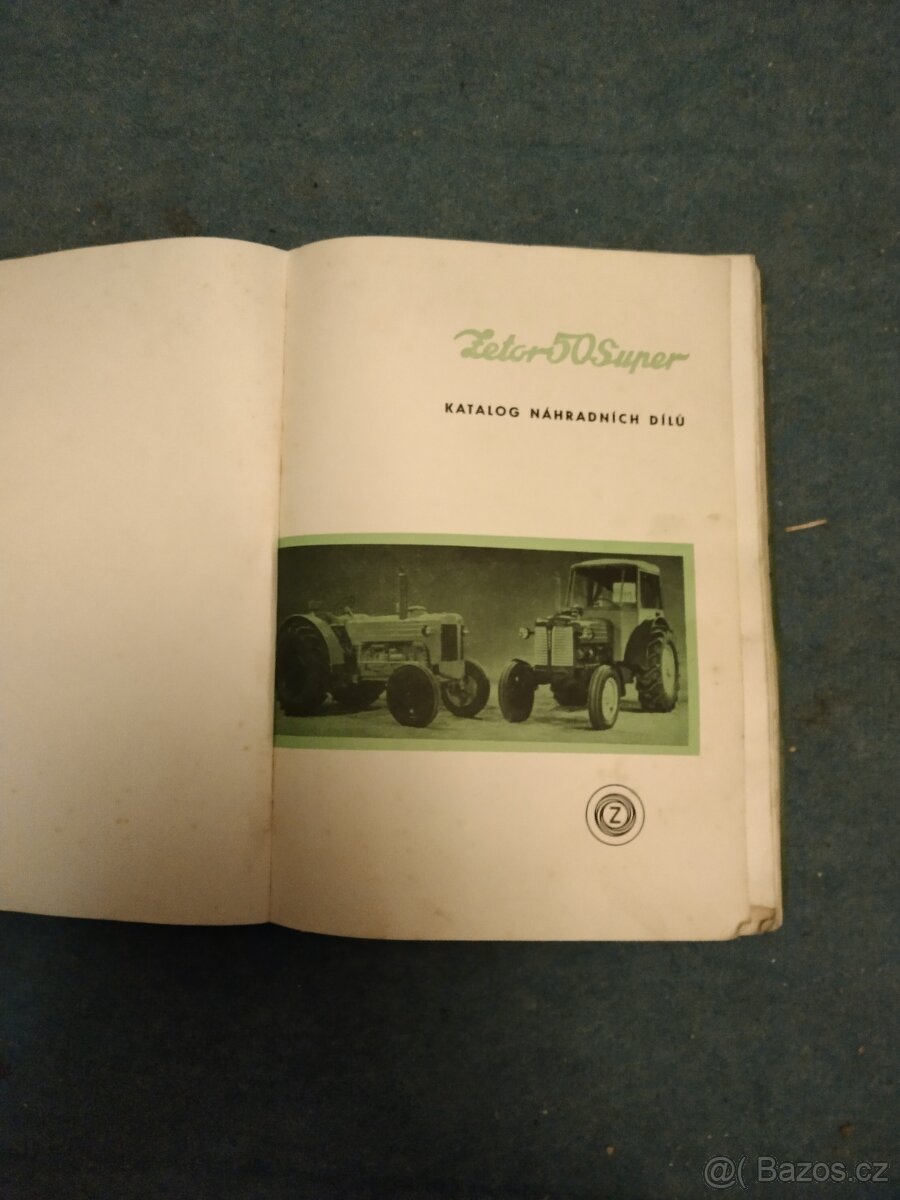 Zetor 50 Super
KATALOG NÁHRADNÍCH DÍLŮ
Z
@( Bazos.cz